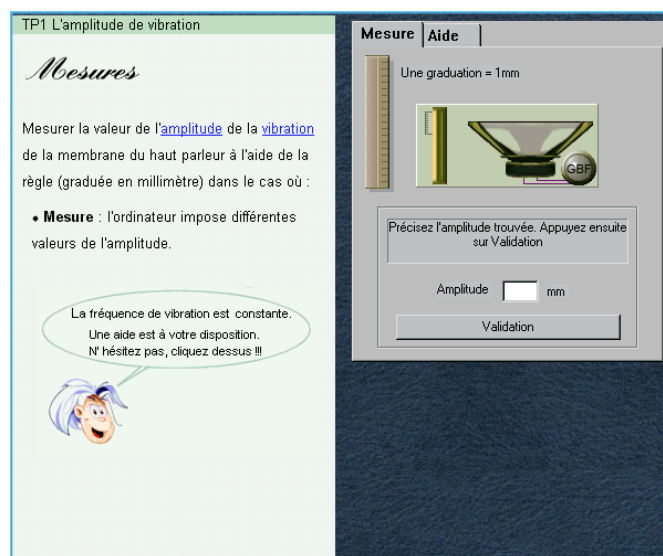 TP1 L'amplitude de vibration
Mesures
Mesurer la valeur de l'amplitude de la vibration
de la membrane du haut parleur à l'aide de la
règle (graduée en millimètre) dans le cas où :
• Mesure : l'ordinateur impose différentes
valeurs de l'amplitude.
La fréquence de vibration est constante.
Une aide est à votre disposition.
N' hésitez pas, cliquez dessus !!!
Mesure Aide
Une graduation = 1mm
GBF
Précisez l'amplitude trouvée. Appuyez ensuite
sur Validation
Amplitude mm
Validation